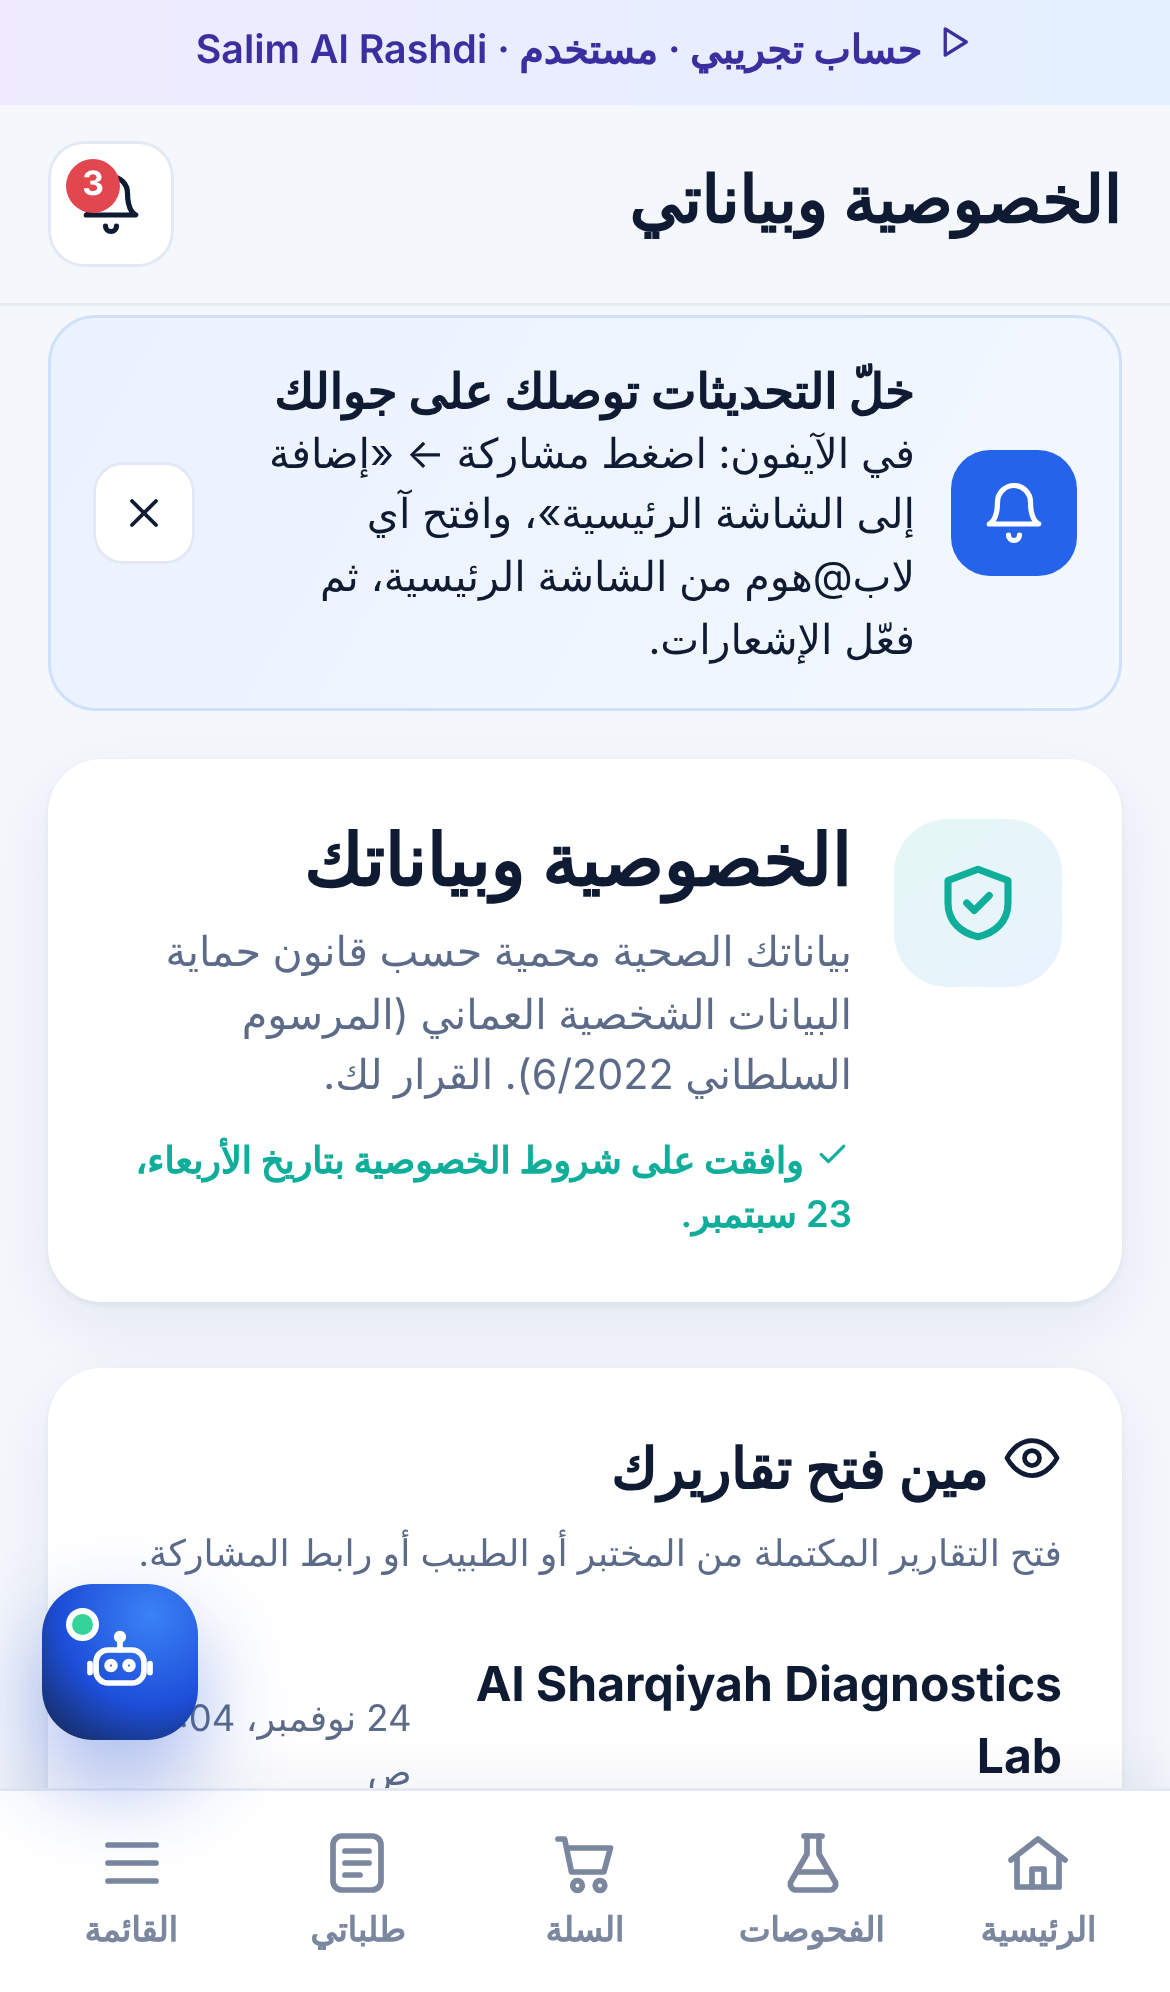 حساب تجريبي · مستخدم · Salim Al Rashdi
الخصوصية وبياناتي
3
خلّ التحديثات توصلك على جوالك
في الآيفون: اضغط مشاركة ← «إضافة
إلى الشاشة الرئيسية»، وافتح آي
لاب@هوم من الشاشة الرئيسية، ثم
فعّل الإشعارات.
الخصوصية وبياناتك
بياناتك الصحية محمية حسب قانون حماية
البيانات الشخصية العماني (المرسوم
السلطاني 6/2022). القرار لك.
وافقت على شروط الخصوصية بتاريخ الأربعاء،
23 سبتمبر.
مين فتح تقاريرك
فتح التقارير المكتملة من المختبر أو الطبيب أو رابط المشاركة.
Al Sharqiyah Diagnostics
Lab
24 نوفمبر، 04
ص
الرئيسية
الفحوصات
السلة
طلباتي
القائمة